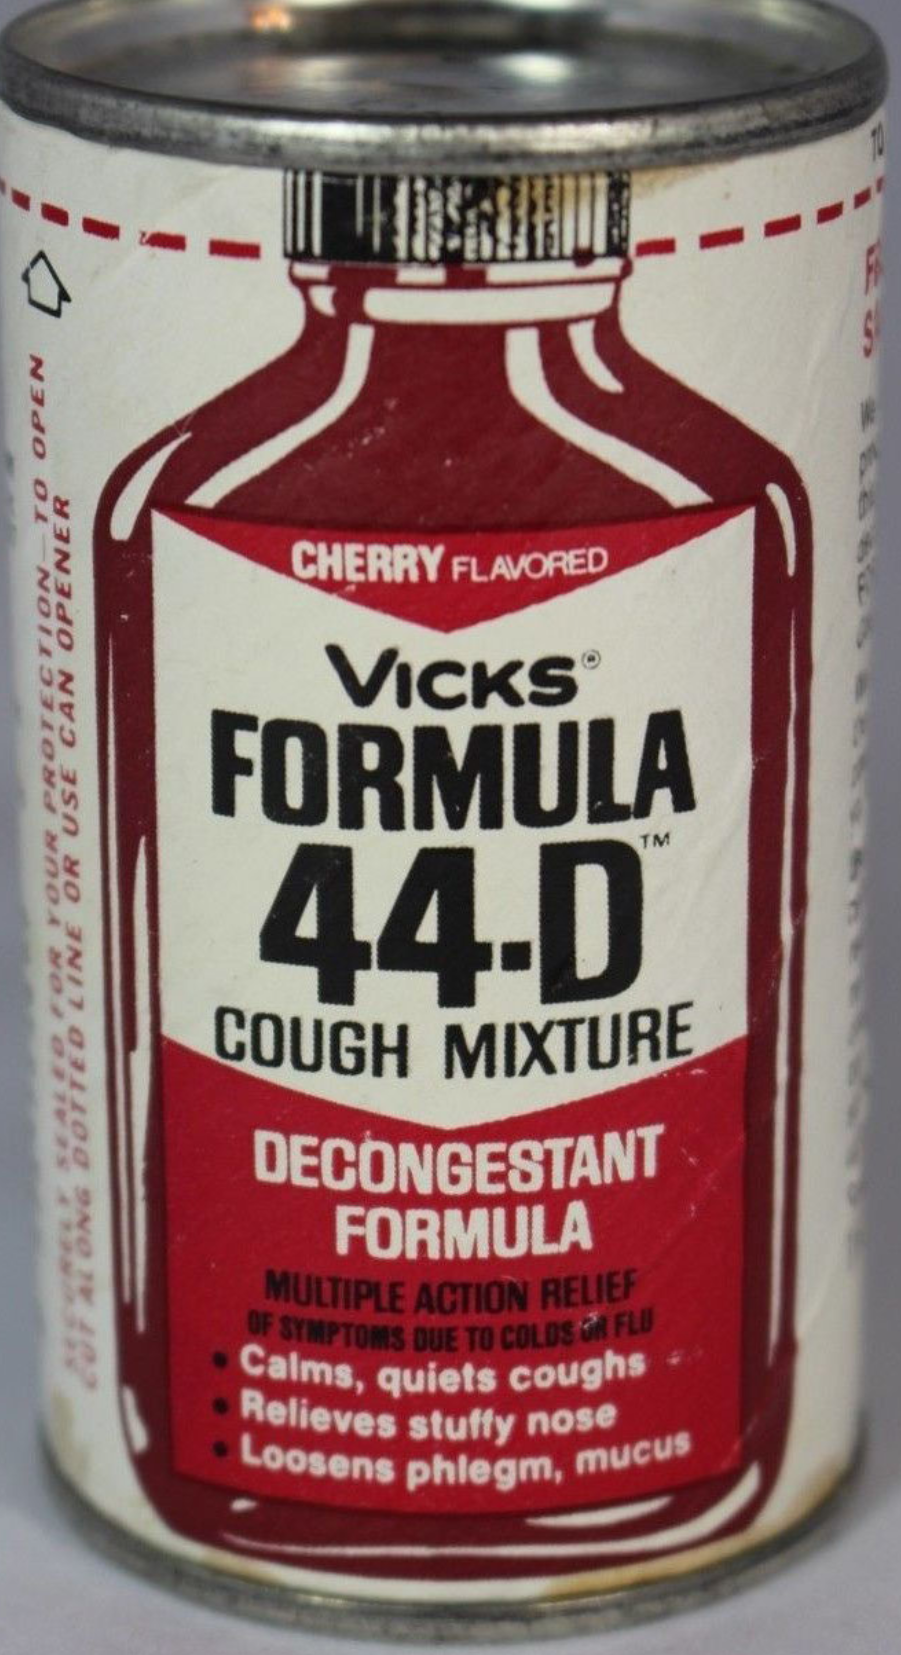 CHERRY FLAVORED
VICKS®
FORMULA
44·D™
COUGH MIXTURE
DECONGESTANT
FORMULA
MULTIPLE ACTION RELIEF
OF SYMPTOMS DUE TO COLDS OR FLU
• Calms, quiets coughs
• Relieves stuffy nose
• Loosens phlegm, mucus
SECURELY SEALED FOR YOUR PROTECTION—TO OPEN
CUT ALONG DOTTED LINE OR USE CAN OPENER
TO